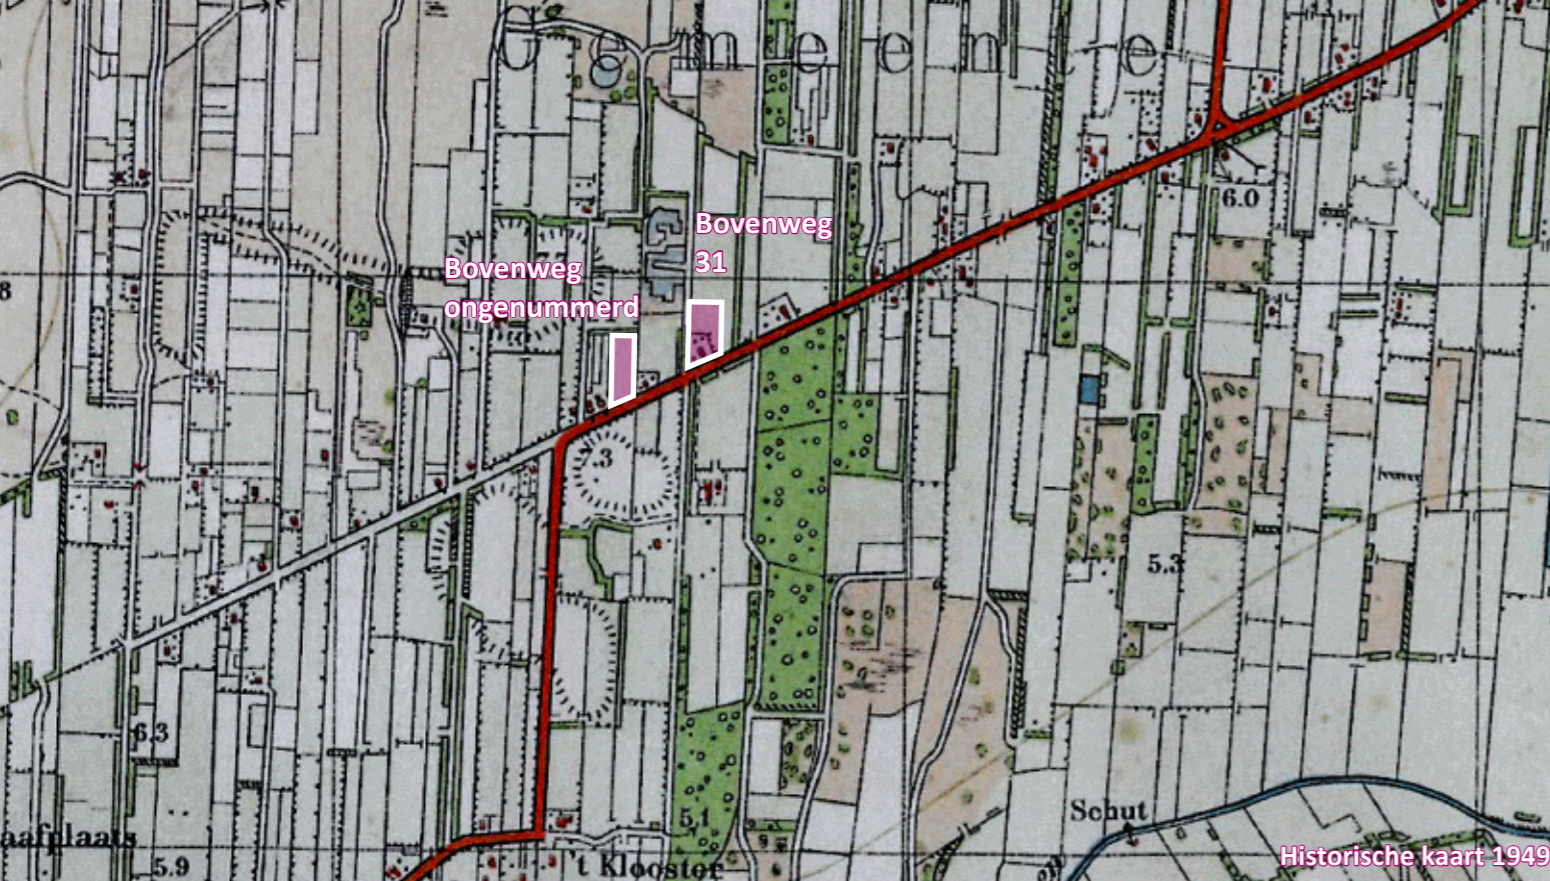 e e m e e m e
6.0
Bovenweg
31
Bovenweg
ongenummerd
8
.3
5.3
6.3
5.1
Schut
aafplaats
5.9
't Klooster
Historische kaart 1949